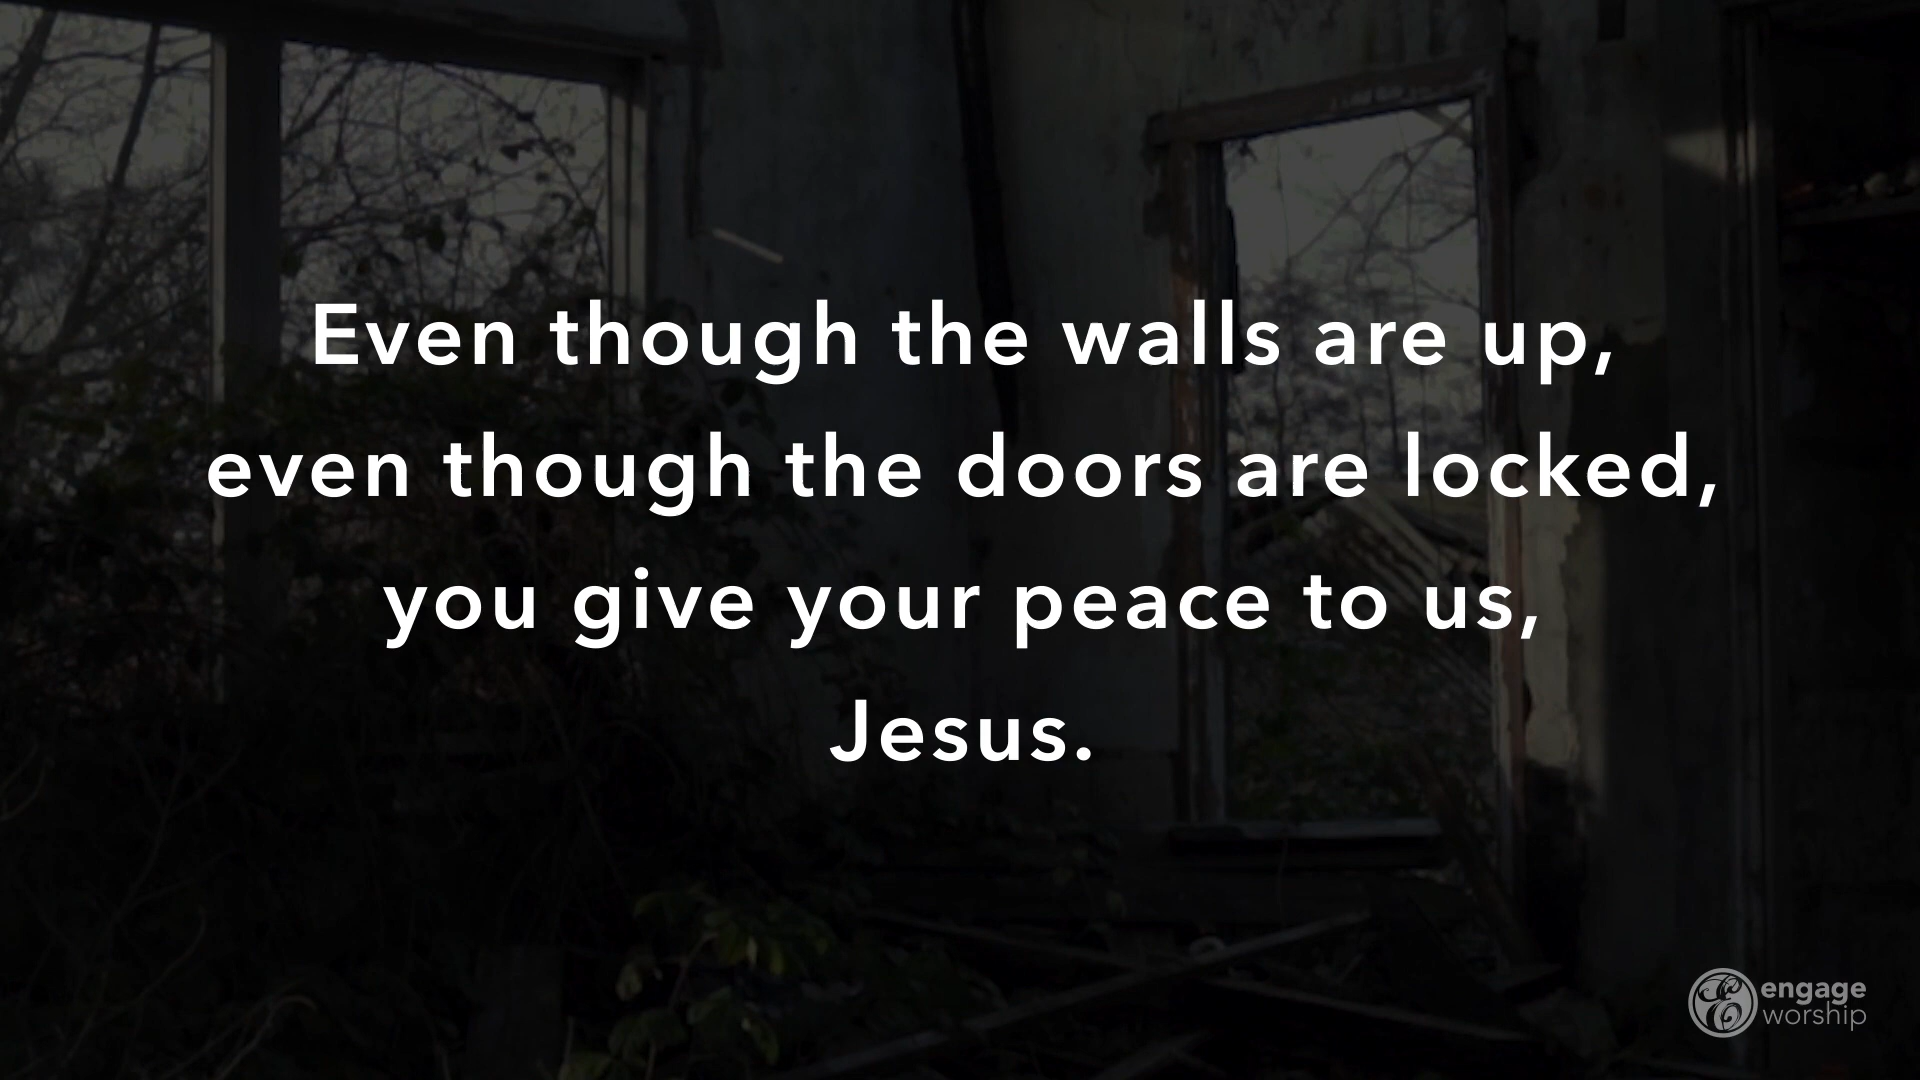 Even though the walls are up,
even though the doors are locked,
you give your peace to us,
Jesus.
engage
worship